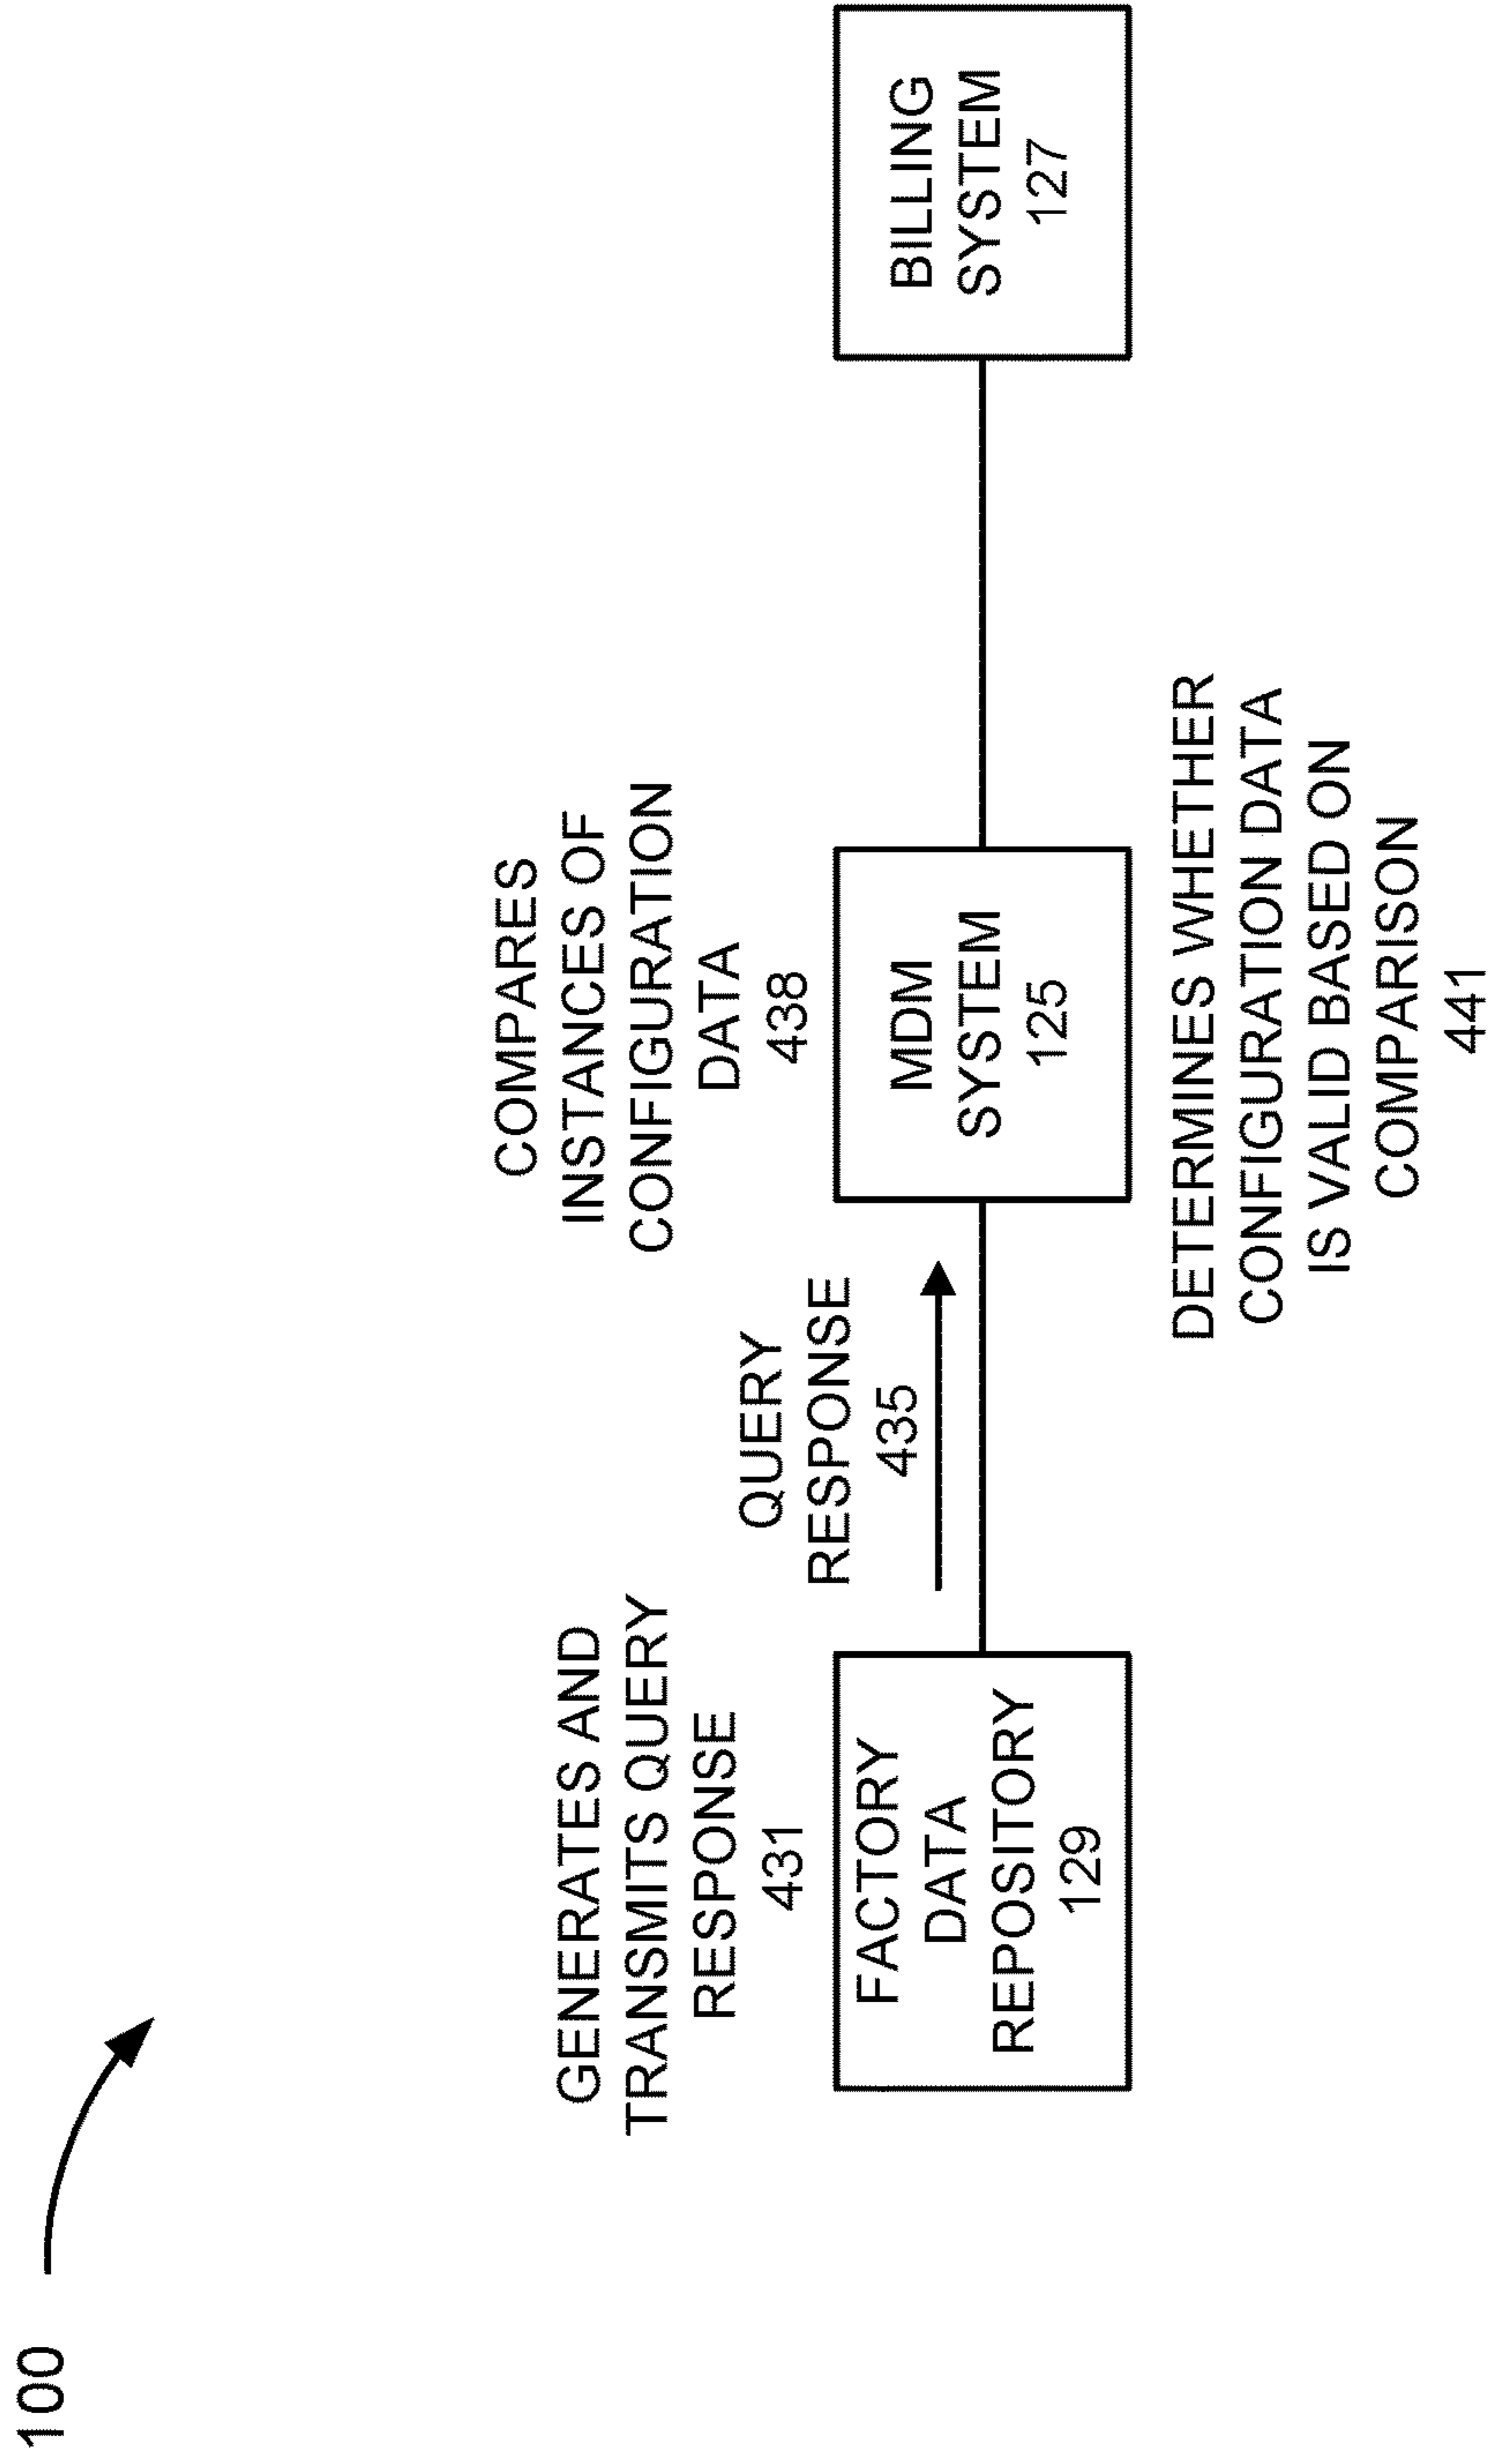 100
GENERATES AND
TRANSMITS QUERY
RESPONSE
431
FACTORY
DATA
REPOSITORY
129
QUERY
RESPONSE
435
COMPARES
INSTANCES OF
CONFIGURATION
DATA
438
MDM
SYSTEM
125
DETERMINES WHETHER
CONFIGURATION DATA
IS VALID BASED ON
COMPARISON
441
BILLING
SYSTEM
127